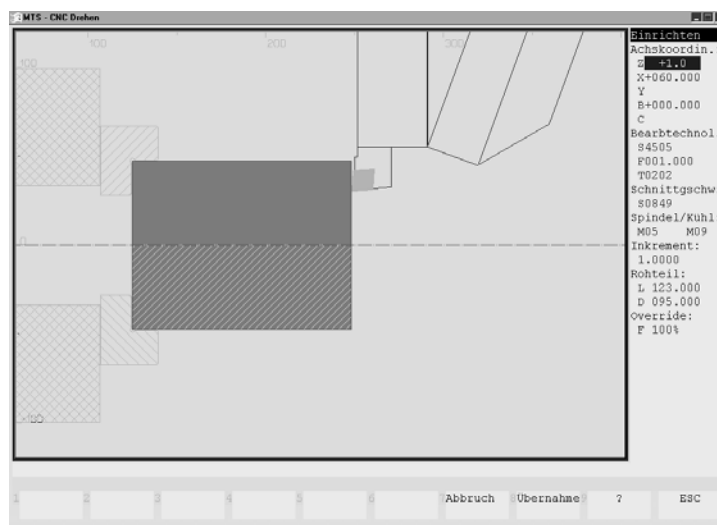 MTS - CNC Drehen
100
200
300
100
0
Einrichten
Achskoordin.
Z +1.0
X+060.000
Y
B+000.000
C
Bearbtechnol
S4505
F001.000
T0202
Schnittgschw
S0849
Spindel/Kühl
M05 M09
Inkrement:
1.0000
Rohteil:
L 123.000
D 095.000
Override:
F 100%
1 2 3 4 5 6 Abbruch Übernahme ? ESC